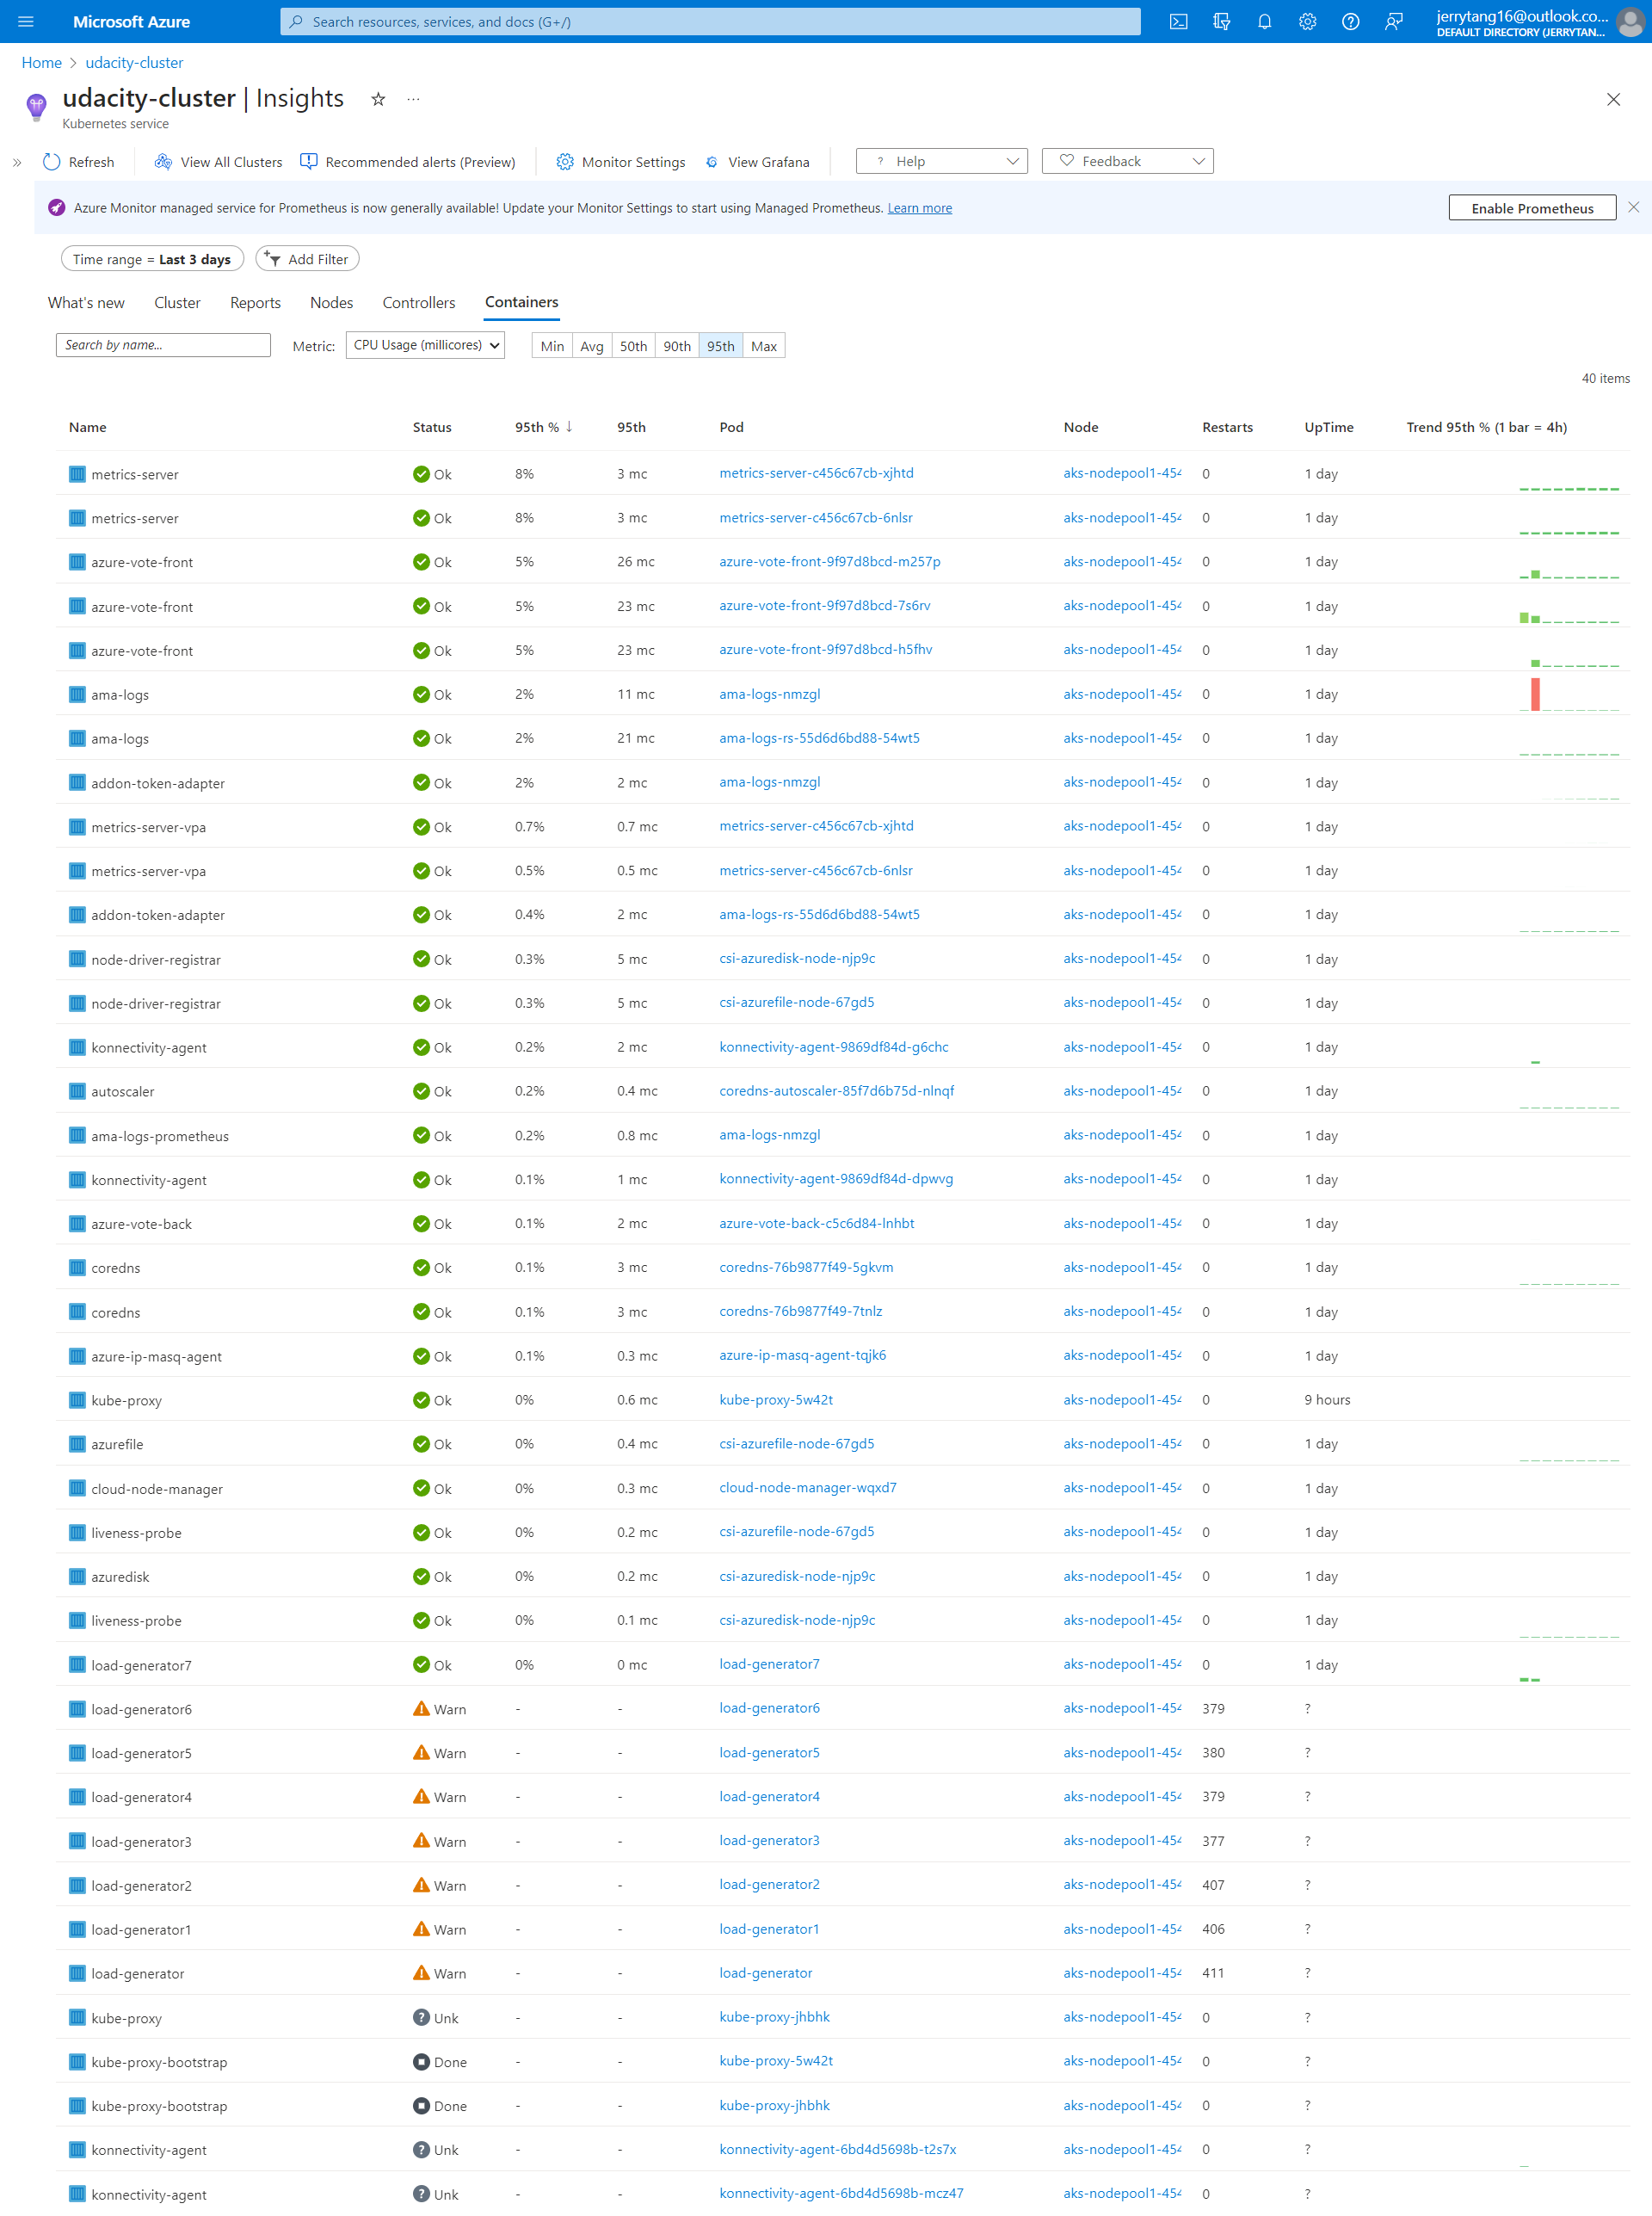 Microsoft Azure
Search resources, services, and docs (G+/)
jerrytang16@outlook.co...
DEFAULT DIRECTORY (JERRYTAN...
Home > udacity-cluster
udacity-cluster | Insights
Kubernetes service
Refresh View All Clusters Recommended alerts (Preview) Monitor Settings View Grafana ? Help Feedback
Azure Monitor managed service for Prometheus is now generally available! Update your Monitor Settings to start using Managed Prometheus. Learn more Enable Prometheus
Time range = Last 3 days Add Filter
What's new Cluster Reports Nodes Controllers Containers
Search by name... Metric: CPU Usage (millicores) Min Avg 50th 90th 95th Max
40 items
Name Status 95th % ↓ 95th Pod Node Restarts UpTime Trend 95th % (1 bar = 4h)
metrics-server Ok 8% 3 mc metrics-server-c456c67cb-xjhtd aks-nodepool1-454 0 1 day
metrics-server Ok 8% 3 mc metrics-server-c456c67cb-6nlsr aks-nodepool1-454 0 1 day
azure-vote-front Ok 5% 26 mc azure-vote-front-9f97d8bcd-m257p aks-nodepool1-454 0 1 day
azure-vote-front Ok 5% 23 mc azure-vote-front-9f97d8bcd-7s6rv aks-nodepool1-454 0 1 day
azure-vote-front Ok 5% 23 mc azure-vote-front-9f97d8bcd-h5fhv aks-nodepool1-454 0 1 day
ama-logs Ok 2% 11 mc ama-logs-nmzgl aks-nodepool1-454 0 1 day
ama-logs Ok 2% 21 mc ama-logs-rs-55d6d6bd88-54wt5 aks-nodepool1-454 0 1 day
addon-token-adapter Ok 2% 2 mc ama-logs-nmzgl aks-nodepool1-454 0 1 day
metrics-server-vpa Ok 0.7% 0.7 mc metrics-server-c456c67cb-xjhtd aks-nodepool1-454 0 1 day
metrics-server-vpa Ok 0.5% 0.5 mc metrics-server-c456c67cb-6nlsr aks-nodepool1-454 0 1 day
addon-token-adapter Ok 0.4% 2 mc ama-logs-rs-55d6d6bd88-54wt5 aks-nodepool1-454 0 1 day
node-driver-registrar Ok 0.3% 5 mc csi-azuredisk-node-njp9c aks-nodepool1-454 0 1 day
node-driver-registrar Ok 0.3% 5 mc csi-azurefile-node-67gd5 aks-nodepool1-454 0 1 day
konnectivity-agent Ok 0.2% 2 mc konnectivity-agent-9869df84d-g6chc aks-nodepool1-454 0 1 day
autoscaler Ok 0.2% 0.4 mc coredns-autoscaler-85f7d6b75d-nlnqf aks-nodepool1-454 0 1 day
ama-logs-prometheus Ok 0.2% 0.8 mc ama-logs-nmzgl aks-nodepool1-454 0 1 day
konnectivity-agent Ok 0.1% 1 mc konnectivity-agent-9869df84d-dpwvg aks-nodepool1-454 0 1 day
azure-vote-back Ok 0.1% 2 mc azure-vote-back-c5c6d84-lnhbt aks-nodepool1-454 0 1 day
coredns Ok 0.1% 3 mc coredns-76b9877f49-5gkvm aks-nodepool1-454 0 1 day
coredns Ok 0.1% 3 mc coredns-76b9877f49-7tnlz aks-nodepool1-454 0 1 day
azure-ip-masq-agent Ok 0.1% 0.3 mc azure-ip-masq-agent-tqjk6 aks-nodepool1-454 0 1 day
kube-proxy Ok 0% 0.6 mc kube-proxy-5w42t aks-nodepool1-454 0 9 hours
azurefile Ok 0% 0.4 mc csi-azurefile-node-67gd5 aks-nodepool1-454 0 1 day
cloud-node-manager Ok 0% 0.3 mc cloud-node-manager-wqxd7 aks-nodepool1-454 0 1 day
liveness-probe Ok 0% 0.2 mc csi-azurefile-node-67gd5 aks-nodepool1-454 0 1 day
azuredisk Ok 0% 0.2 mc csi-azuredisk-node-njp9c aks-nodepool1-454 0 1 day
liveness-probe Ok 0% 0.1 mc csi-azuredisk-node-njp9c aks-nodepool1-454 0 1 day
load-generator7 Ok 0% 0 mc load-generator7 aks-nodepool1-454 0 1 day
load-generator6 Warn - - load-generator6 aks-nodepool1-454 379 ?
load-generator5 Warn - - load-generator5 aks-nodepool1-454 380 ?
load-generator4 Warn - - load-generator4 aks-nodepool1-454 379 ?
load-generator3 Warn - - load-generator3 aks-nodepool1-454 377 ?
load-generator2 Warn - - load-generator2 aks-nodepool1-454 407 ?
load-generator1 Warn - - load-generator1 aks-nodepool1-454 406 ?
load-generator Warn - - load-generator aks-nodepool1-454 411 ?
kube-proxy Unk - - kube-proxy-jhbhk aks-nodepool1-454 0 ?
kube-proxy-bootstrap Done - - kube-proxy-5w42t aks-nodepool1-454 0 ?
kube-proxy-bootstrap Done - - kube-proxy-jhbhk aks-nodepool1-454 0 ?
konnectivity-agent Unk - - konnectivity-agent-6bd4d5698b-t2s7x aks-nodepool1-454 0 ?
konnectivity-agent Unk - - konnectivity-agent-6bd4d5698b-mcz47 aks-nodepool1-454 0 ?